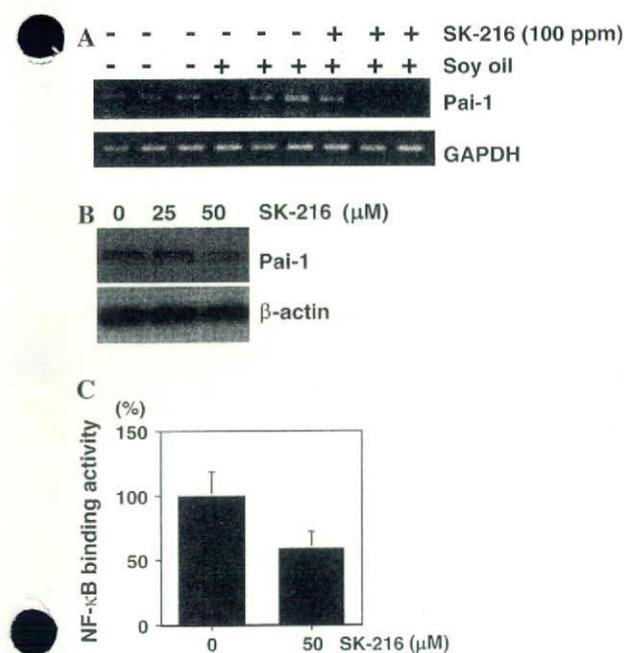 A - - - - - - + + + SK-216 (100 ppm)
- - - + + + + + + Soy oil
Pai-1
GAPDH
B 0 25 50 SK-216 (μM)
Pai-1
β-actin
C
(%)
150
100
50
0
NF-κB binding activity
0 50 SK-216 (μM)